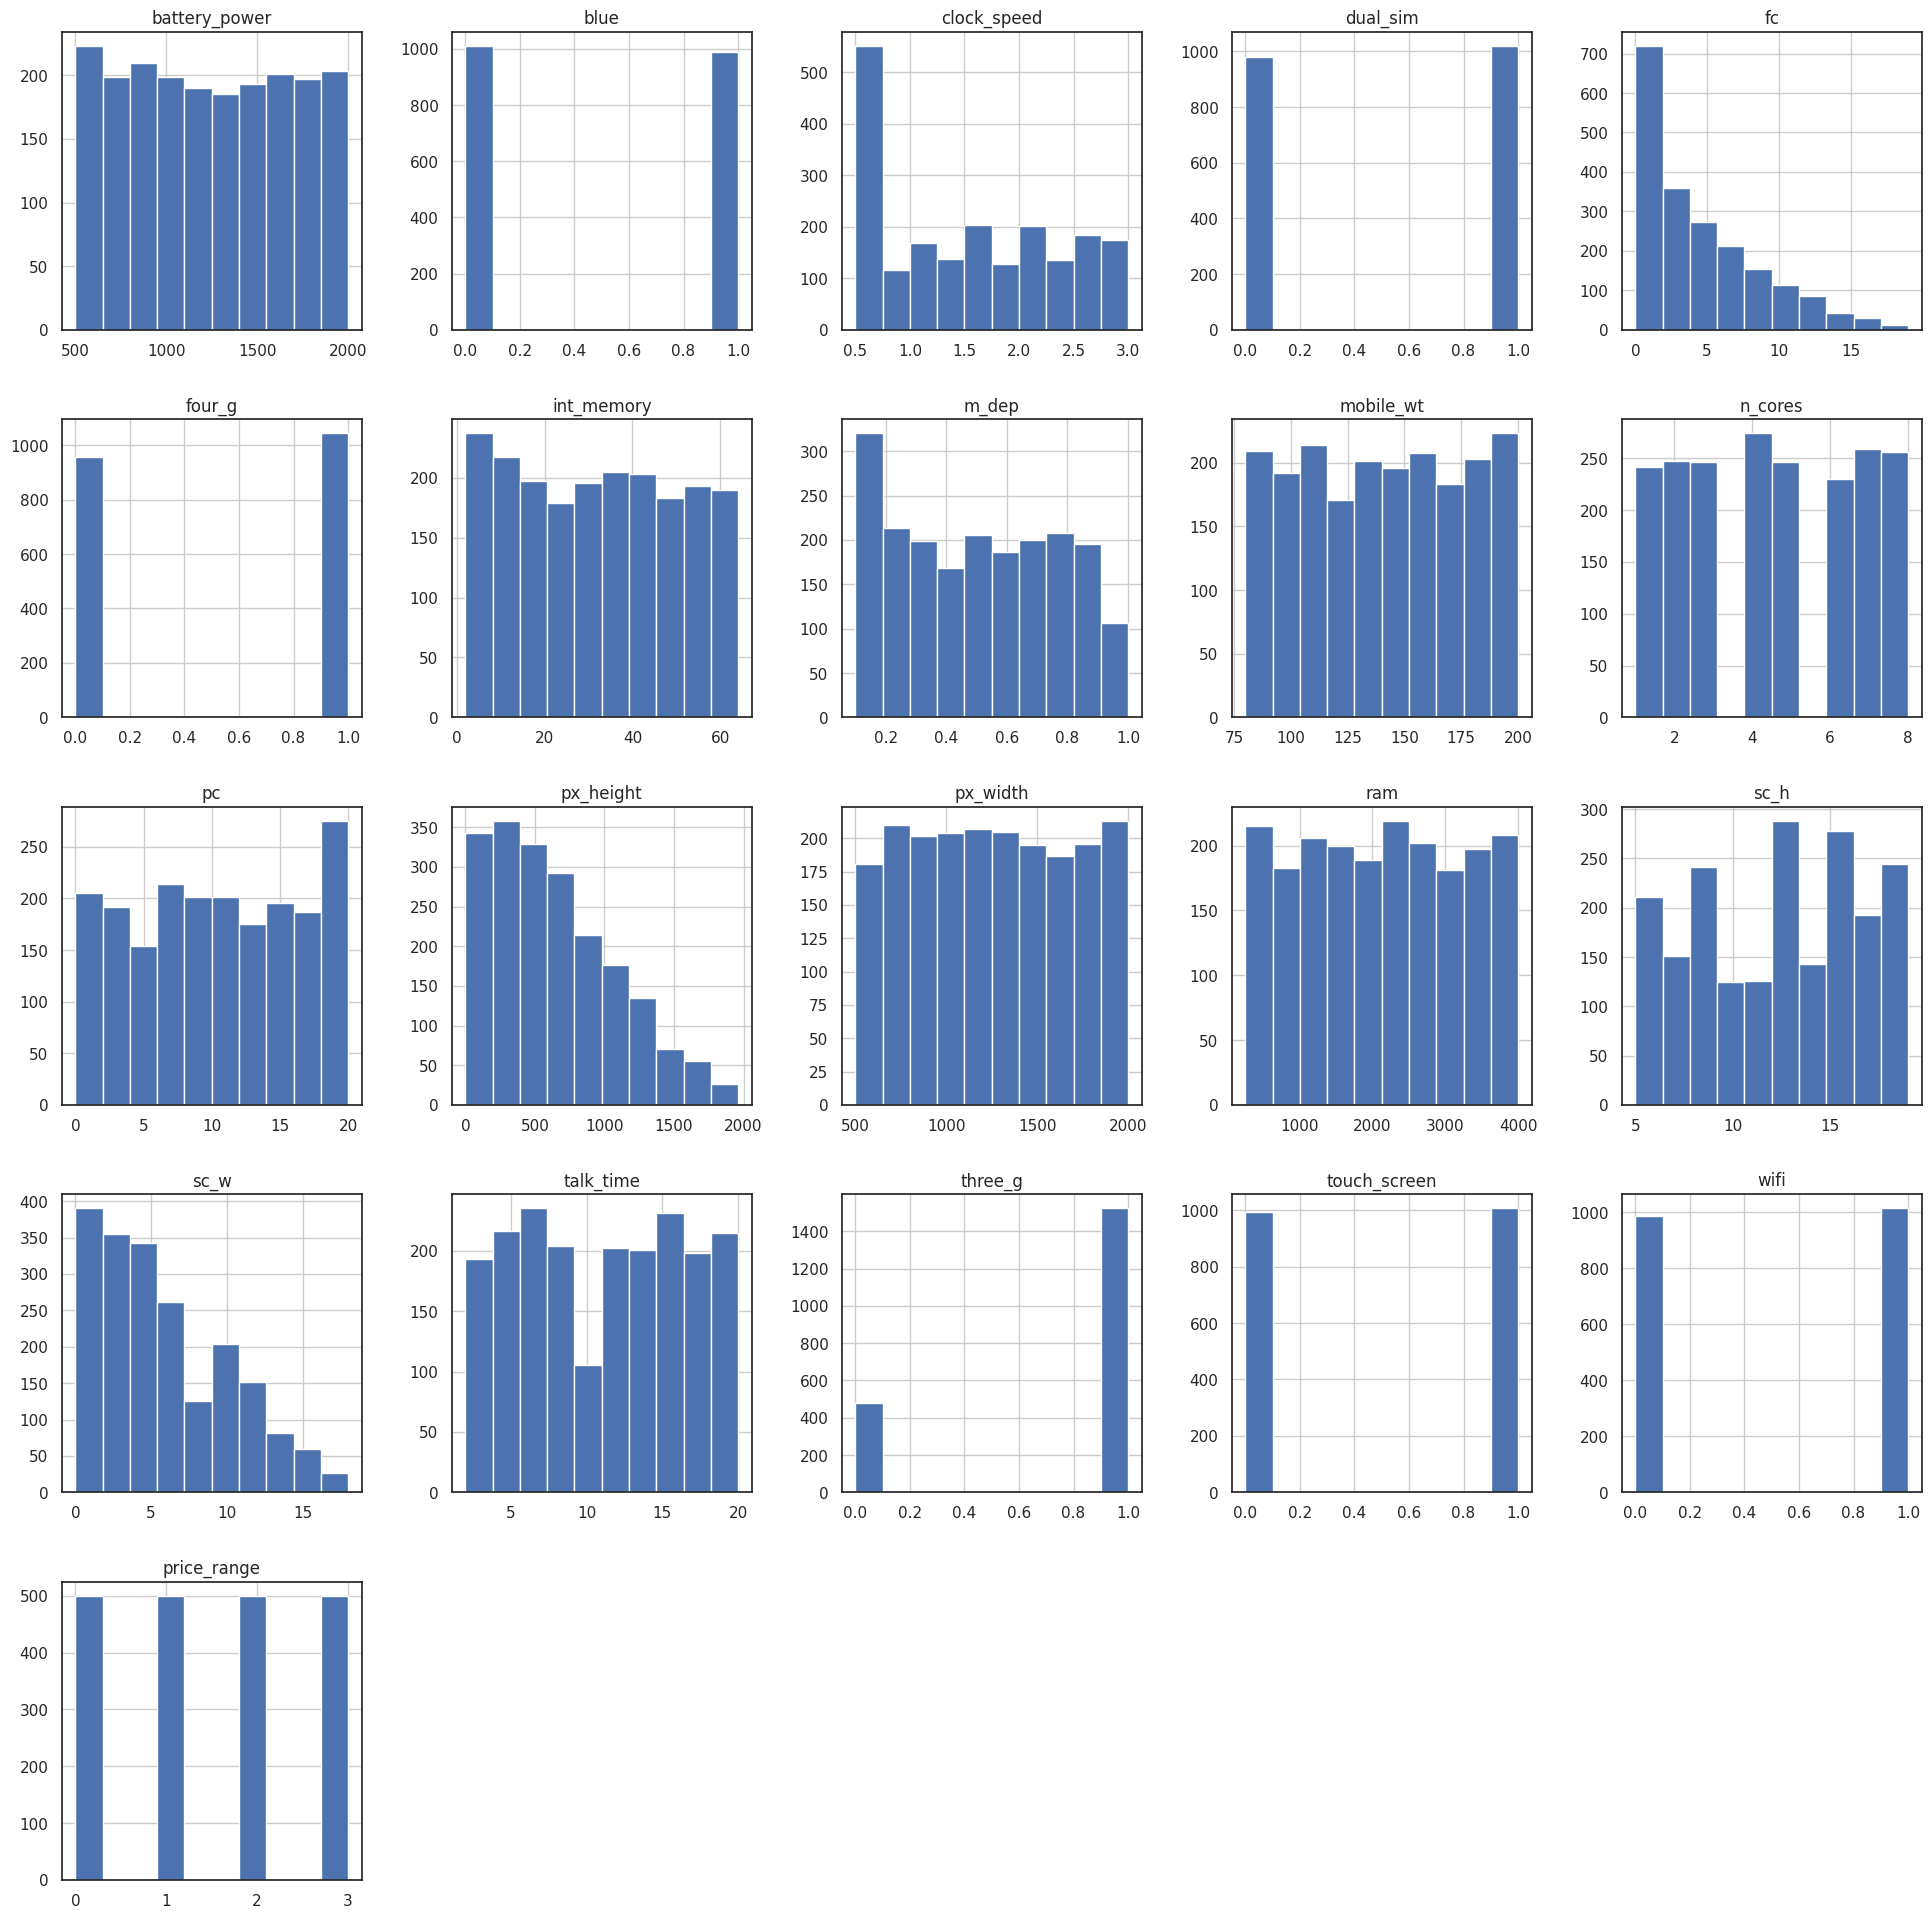 battery_power blue clock_speed dual_sim fc
200 1000 500 1000 700
150 800 400 800 600
100 600 300 600 500
50 400 200 400 400
0 200 100 200 300
0 0 0 200
100
0
500 1000 1500 2000 0.0 0.2 0.4 0.6 0.8 1.0 0.5 1.0 1.5 2.0 2.5 3.0 0.0 0.2 0.4 0.6 0.8 1.0 0 5 10 15
four_g int_memory m_dep mobile_wt n_cores
1000 200 300 200 250
800 150 250 150 200
600 100 200 100 150
400 50 150 50 100
200 0 100 0 50
0 50 0
0
0.0 0.2 0.4 0.6 0.8 1.0 0 20 40 60 0.2 0.4 0.6 0.8 1.0 75 100 125 150 175 200 2 4 6 8
pc px_height px_width ram sc_h
250 350 200 200 300
200 300 175 150 250
150 250 150 100 200
100 200 125 50 150
50 150 100 0 100
0 100 75 50
50 50 0
0 25
0
0 5 10 15 20 0 500 1000 1500 2000 500 1000 1500 2000 1000 2000 3000 4000 5 10 15
sc_w talk_time three_g touch_screen wifi
400 200 1400 1000 1000
350 150 1200 800 800
300 100 1000 600 600
250 50 800 400 400
200 0 600 200 200
150 400 0 0
100 200
50 0
0
0 5 10 15 5 10 15 20 0.0 0.2 0.4 0.6 0.8 1.0 0.0 0.2 0.4 0.6 0.8 1.0 0.0 0.2 0.4 0.6 0.8 1.0
price_range
500
400
300
200
100
0
0 1 2 3